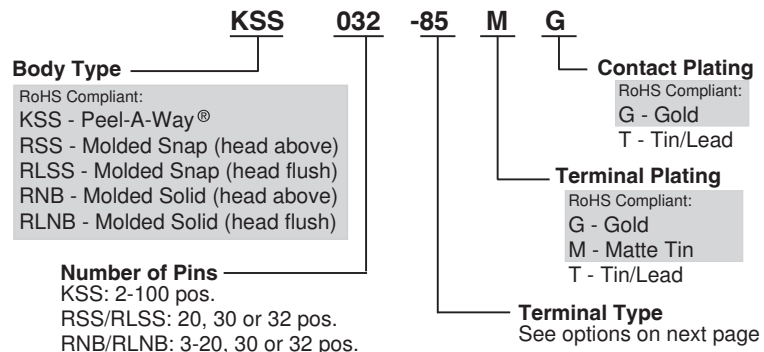 KSS 032 -85 M G
Body Type
RoHS Compliant:
KSS - Peel-A-Way®
RSS - Molded Snap (head above)
RLSS - Molded Snap (head flush)
RNB - Molded Solid (head above)
RLNB - Molded Solid (head flush)
Number of Pins
KSS: 2-100 pos.
RSS/RLSS: 20, 30 or 32 pos.
RNB/RLNB: 3-20, 30 or 32 pos.
Contact Plating
RoHS Compliant:
G - Gold
T - Tin/Lead
Terminal Plating
RoHS Compliant:
G - Gold
M - Matte Tin
T - Tin/Lead
Terminal Type
See options on next page